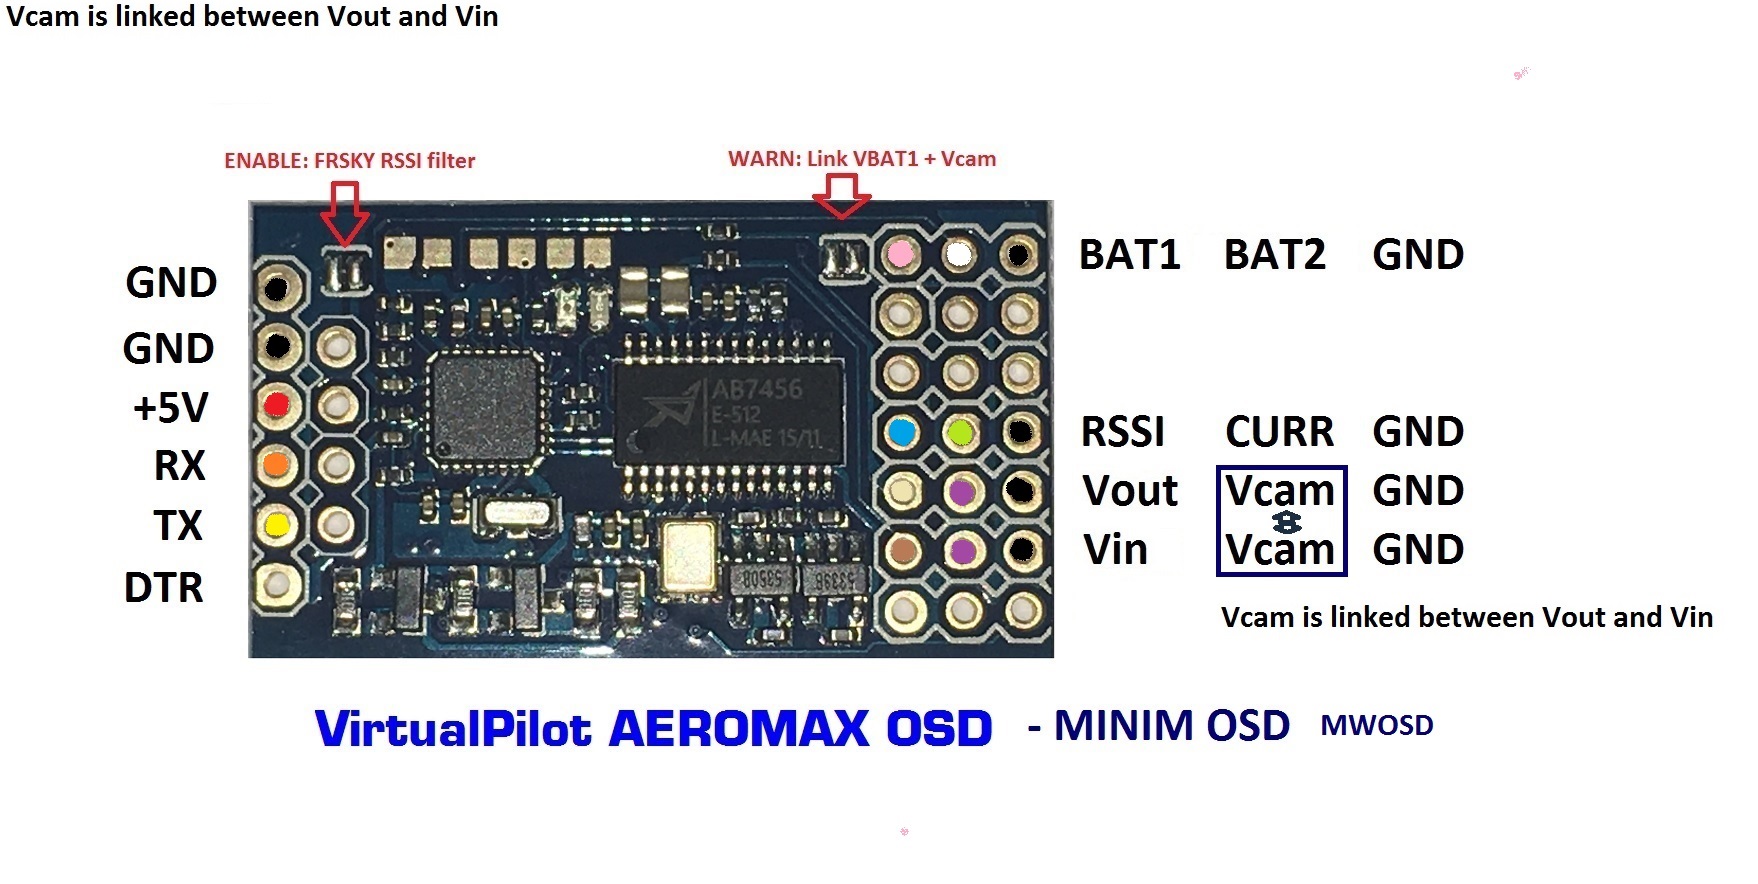 Vcam is linked between Vout and Vin
ENABLE: FRSKY RSSI filter
WARN: Link VBAT1 + Vcam
GND
GND
+5V
RX
TX
DTR
AB7456
E-512
L-MAE 15/11
5350B
5339B
BAT1 BAT2 GND
RSSI CURR GND
Vout Vcam GND
Vin Vcam GND
Vcam is linked between Vout and Vin
VirtualPilot AEROMAX OSD - MINIM OSD MWOSD